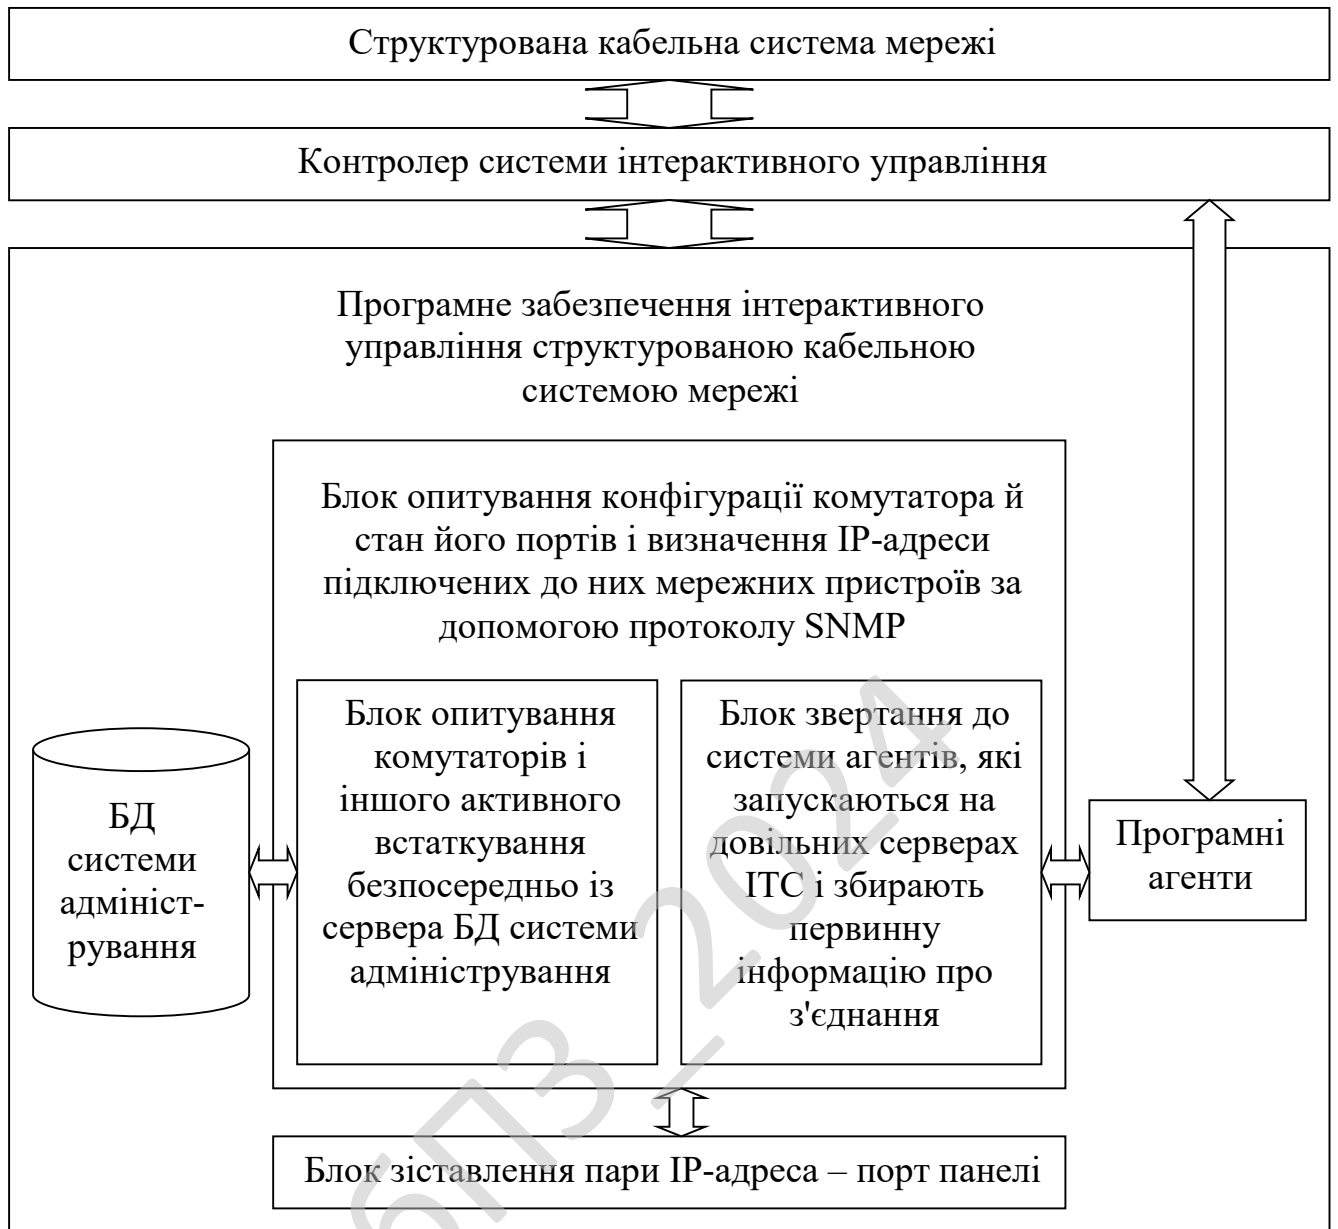 Структурована кабельна система мережі
Контролер системи інтерактивного управління
Програмне забезпечення інтерактивного
управління структурованою кабельною
системою мережі
Блок опитування конфігурації комутатора й
стан його портів і визначення IP-адреси
підключених до них мережних пристроїв за
допомогою протоколу SNMP
БД
системи
адмініст-
рування
Блок опитування
комутаторів і
іншого активного
встаткування
безпосередньо із
сервера БД системи
адміністрування
Блок звертання до
системи агентів, які
запускаються на
довільних серверах
ІТС і збирають
первинну
інформацію про
з'єднання
Програмні
агенти
Блок зіставлення пари IP-адреса – порт панелі
бПЗ_2024